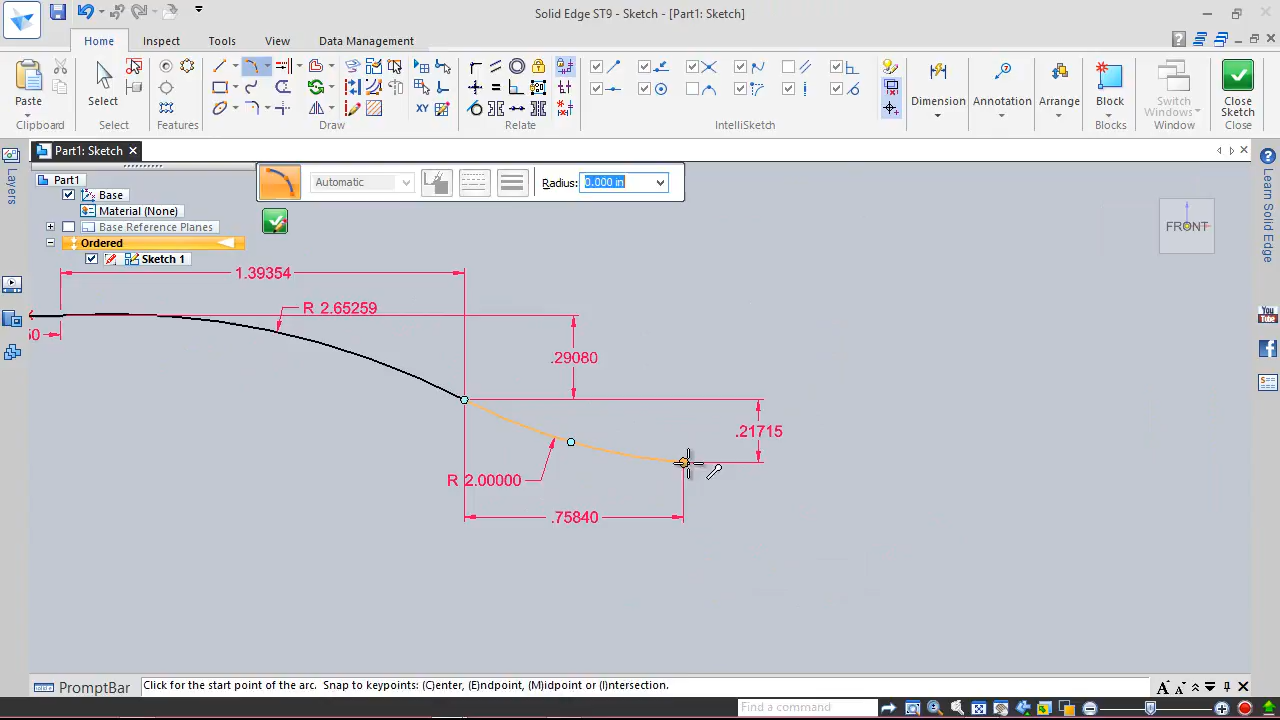 Solid Edge ST9 - Sketch - [Part1: Sketch]
Home
Inspect
Tools
View
Data Management
Paste
Select
Dimension
Annotation
Arrange
Block
Switch Windows
Close Sketch
Clipboard
Select
Features
Draw
Relate
IntelliSketch
Blocks
Window
Close
Part1: Sketch
Layers
Part1
Base
Material (None)
Base Reference Planes
Ordered
Sketch 1
Automatic
Radius: 0.000 in
FRONT
Learn Solid Edge
You Tube
1.39354
R 2.65259
.29080
.21715
R 2.00000
.75840
PromptBar
Click for the start point of the arc. Snap to keypoints: (C)enter, (E)ndpoint, (M)idpoint or (I)ntersection.
Find a command